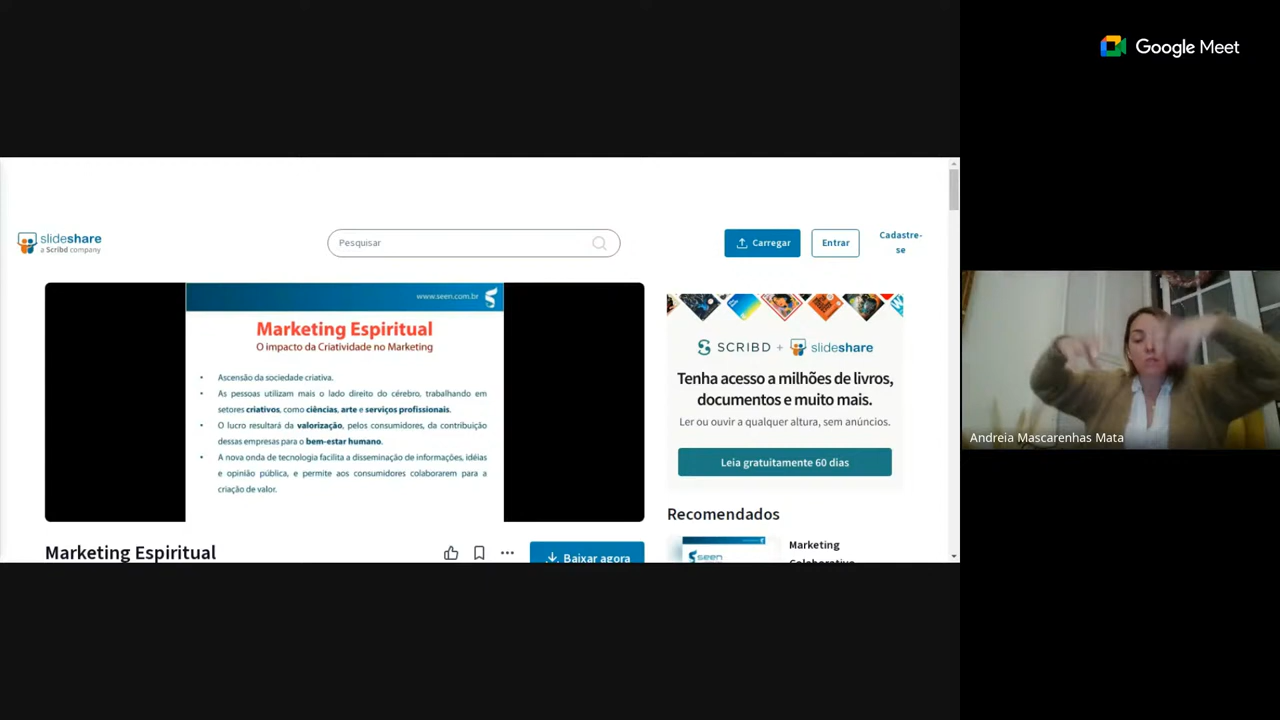 Google Meet
slideshare
a Scribd company
Pesquisar
Carregar
Entrar
Cadastre-
se
www.seen.com.br
Marketing Espiritual
O impacto da Criatividade no Marketing
• Ascensão da sociedade criativa.
• As pessoas utilizam mais o lado direito do cérebro, trabalhando em
setores criativos, como ciências, arte e serviços profissionais.
• O lucro resultará da valorização, pelos consumidores, da contribuição
dessas empresas para o bem-estar humano.
• A nova onda de tecnologia facilita a disseminação de informações, idéias
e opinião pública, e permite aos consumidores colaborarem para a
criação de valor.
Marketing Espiritual
Baixar agora
SCRIBD + slideshare
Tenha acesso a milhões de livros,
documentos e muito mais.
Ler ou ouvir a qualquer altura, sem anúncios.
Leia gratuitamente 60 dias
Recomendados
seen
Marketing
Colaborativo
Andreia Mascarenhas Mata